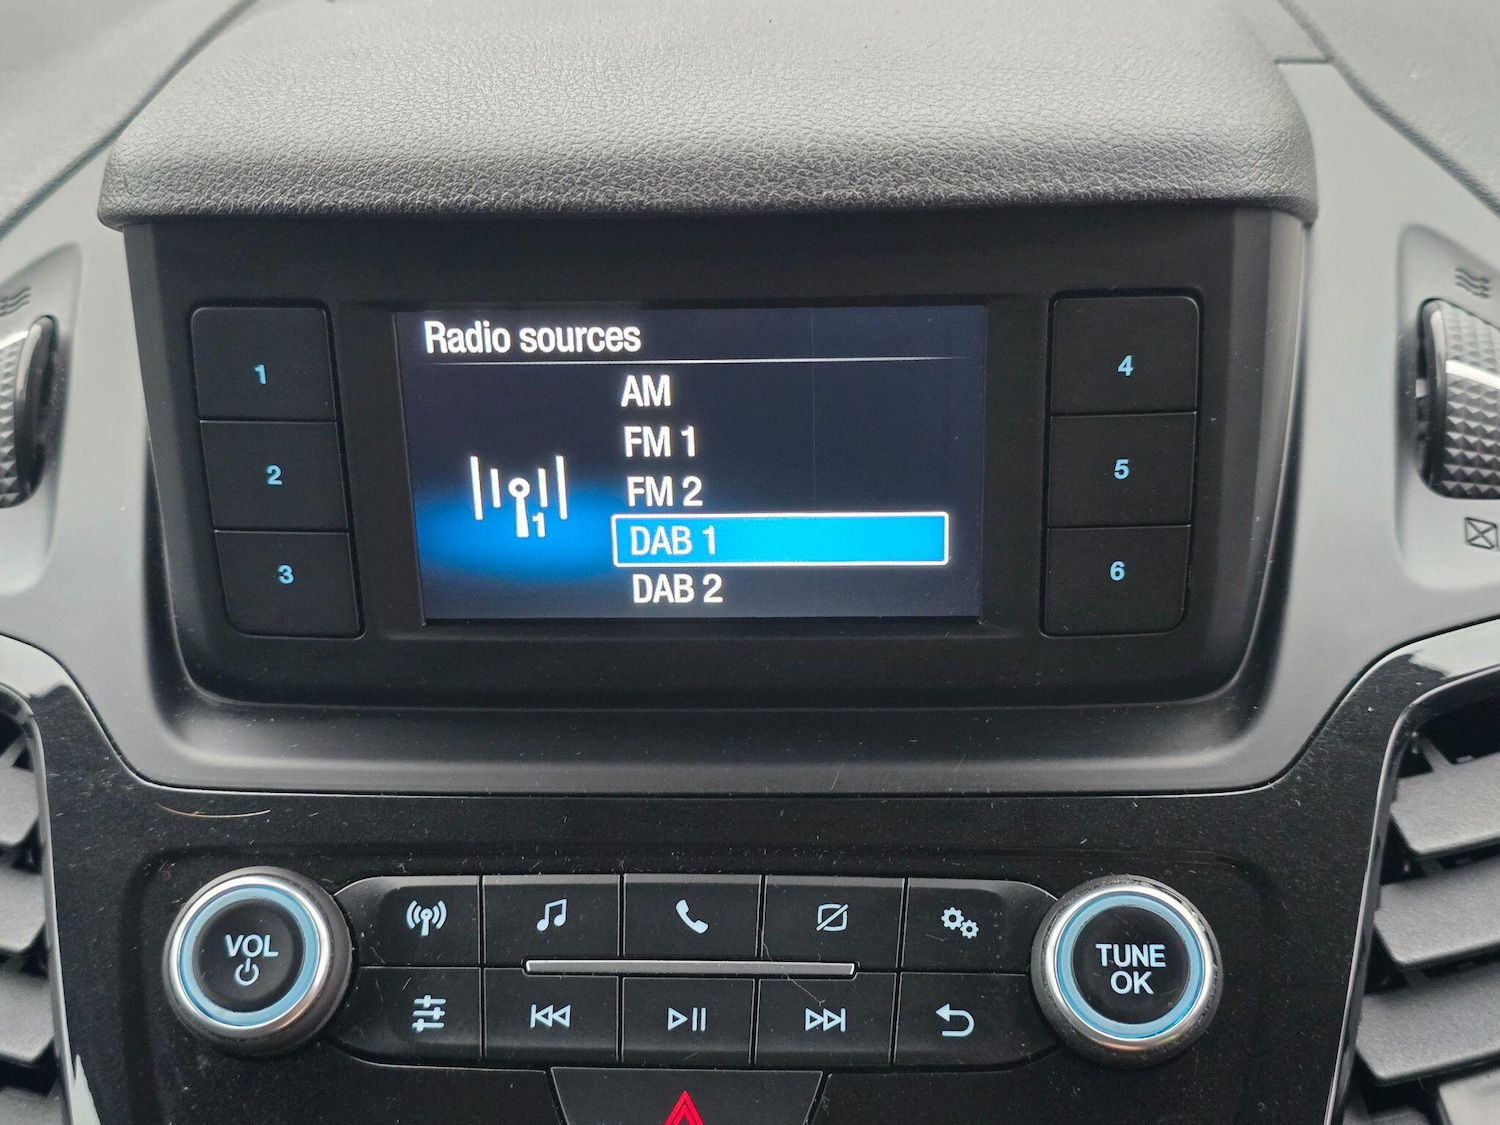 Radio sources
AM
FM 1
FM 2
DAB 1
DAB 2
1
1
2
3
4
5
6
VOL
TUNE
OK